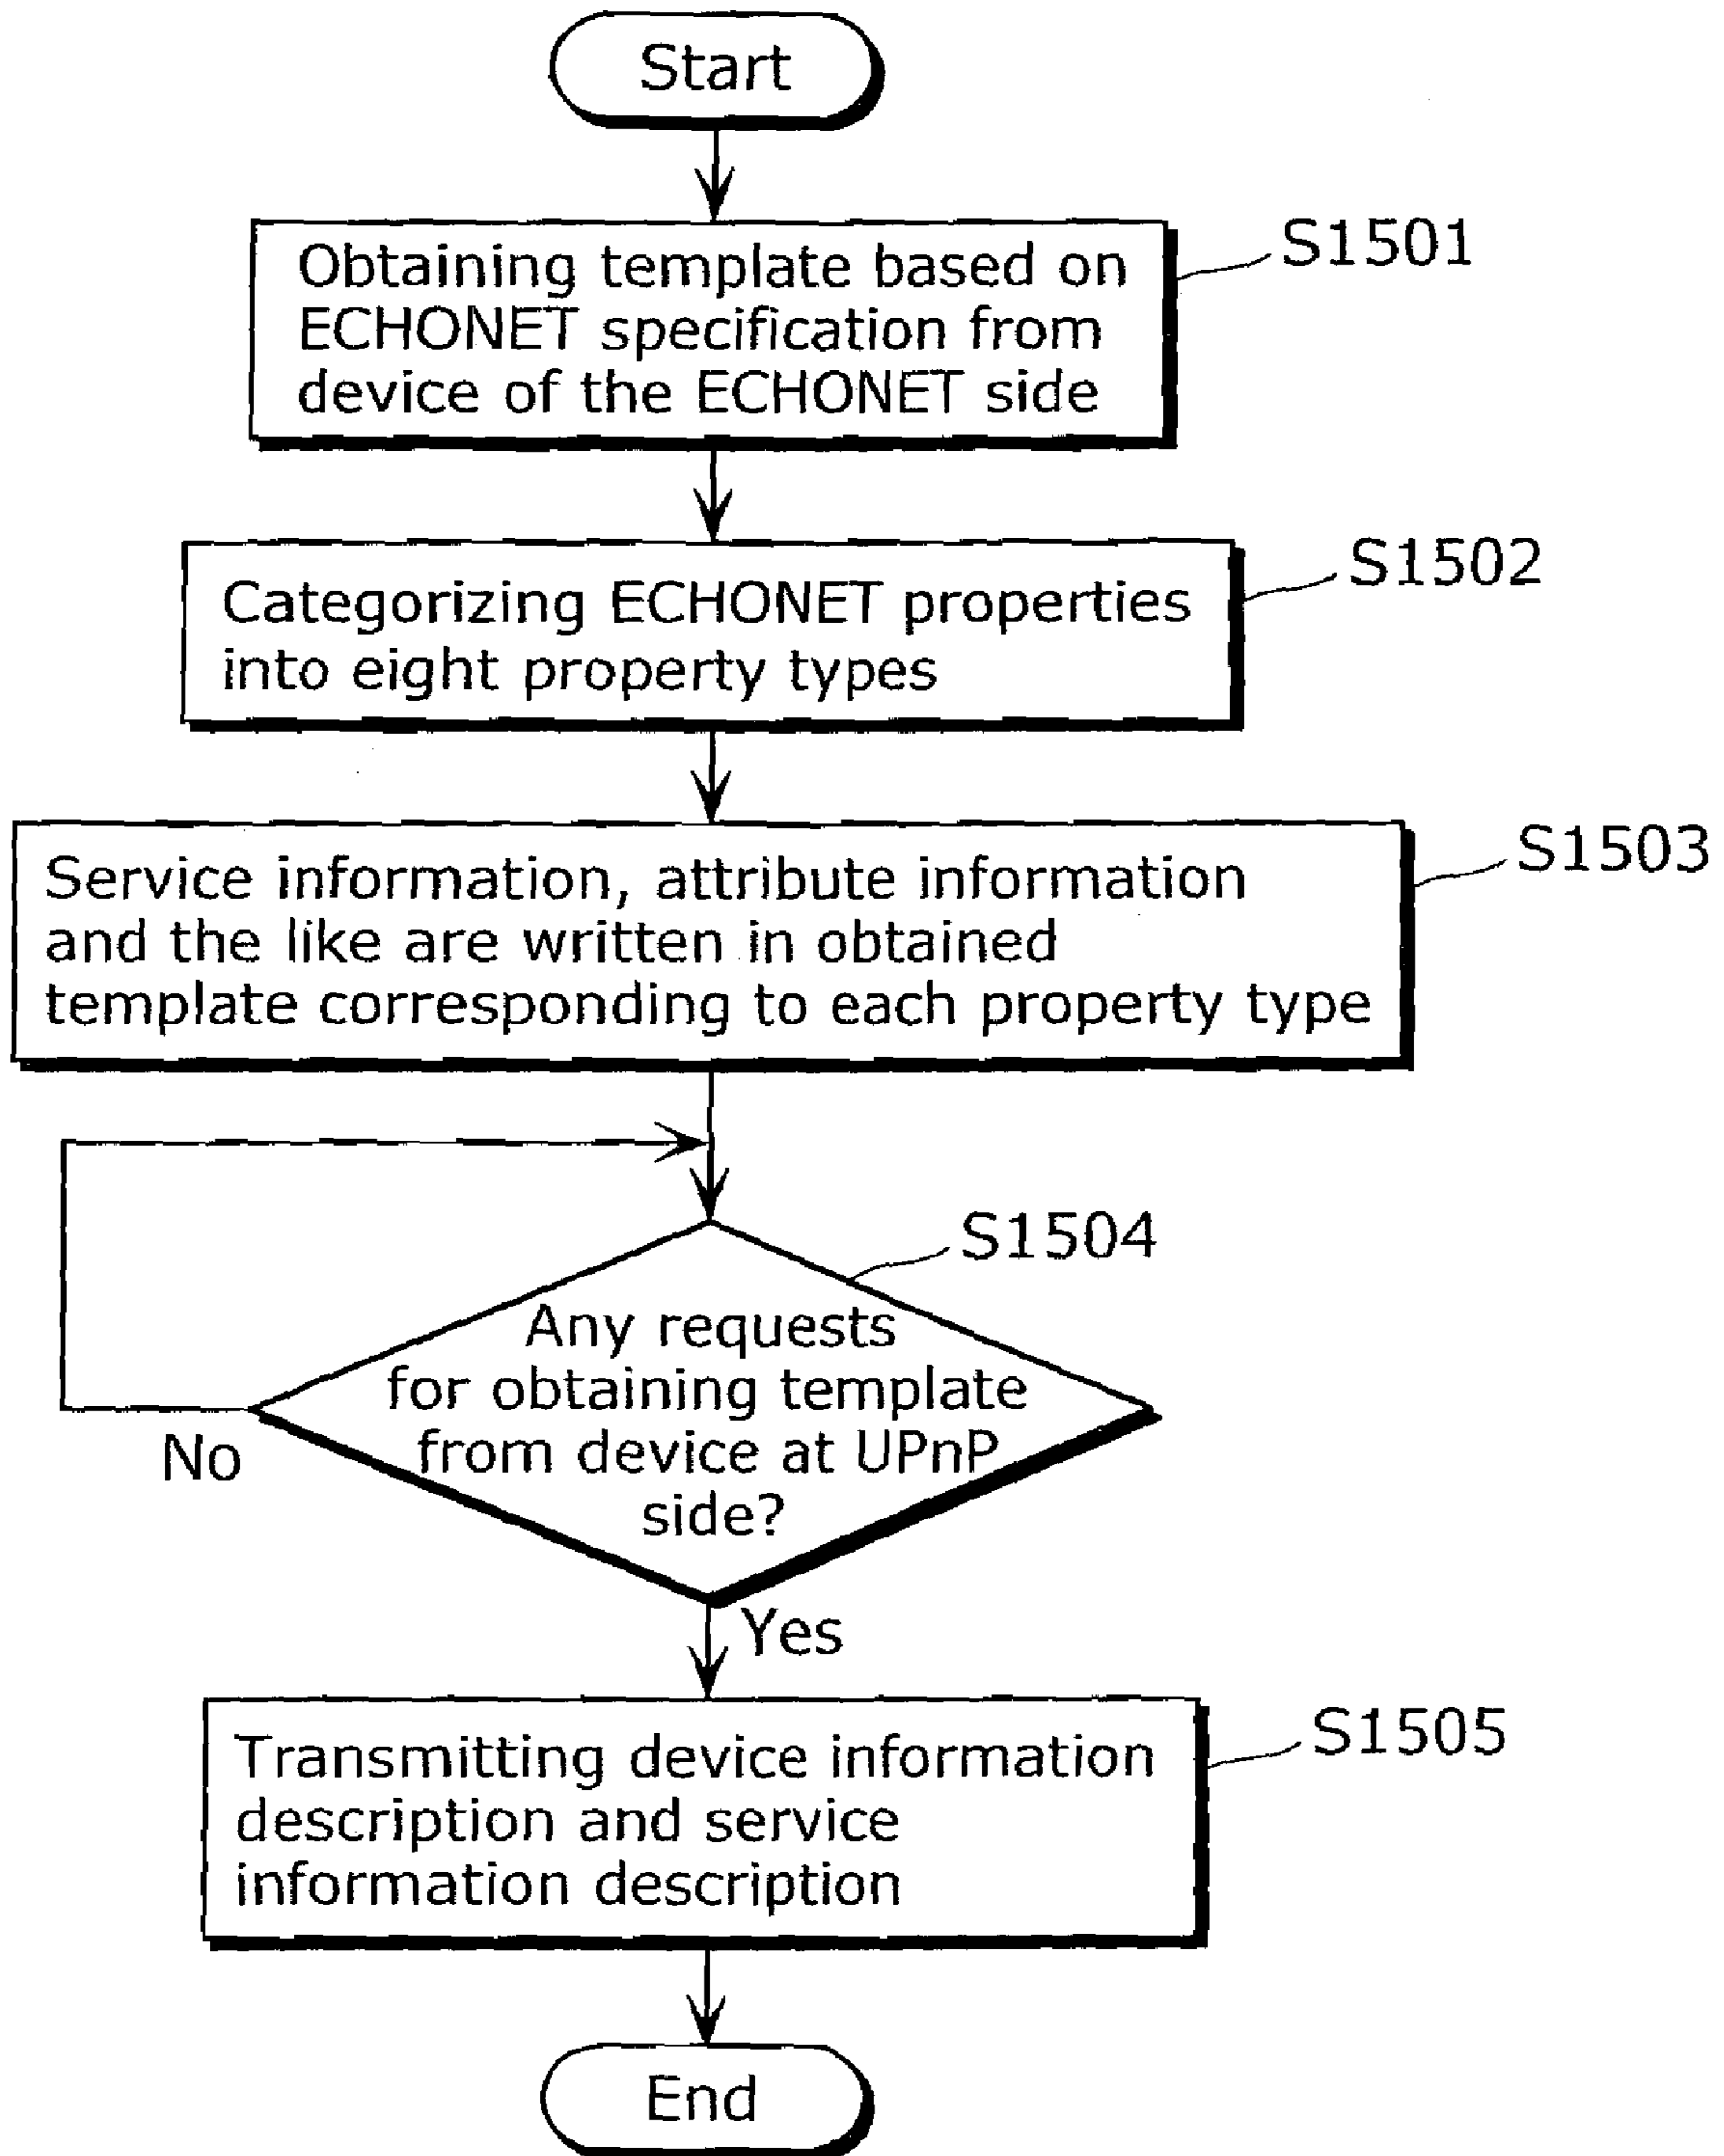 Start
S1501
Obtaining template based on
ECHONET specification from
device of the ECHONET side
S1502
Categorizing ECHONET properties
into eight property types
S1503
Service information, attribute information
and the like are written in obtained
template corresponding to each property type
S1504
Any requests
for obtaining template
from device at UPnP
side?
No
Yes
S1505
Transmitting device information
description and service
information description
End